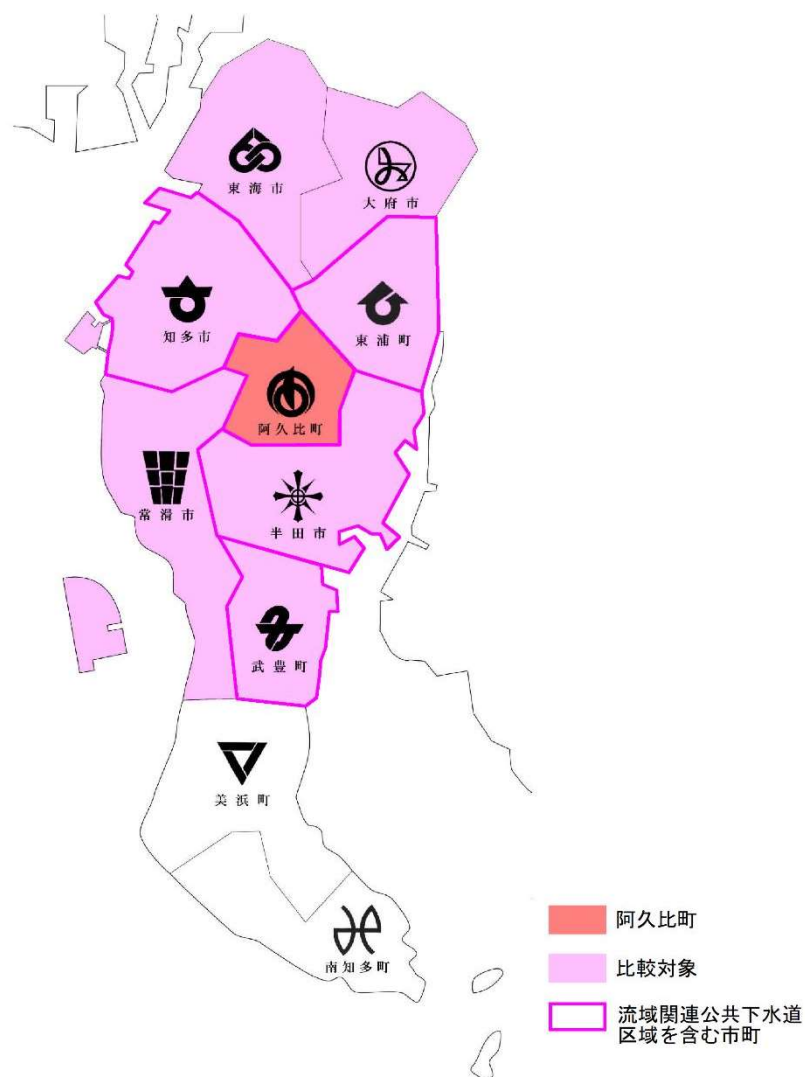 東海市
大府市
知多市
東浦町
阿久比町
常滑市
半田市
武豊町
美浜町
南知多町
阿久比町
比較対象
流域関連公共下水道
区域を含む市町